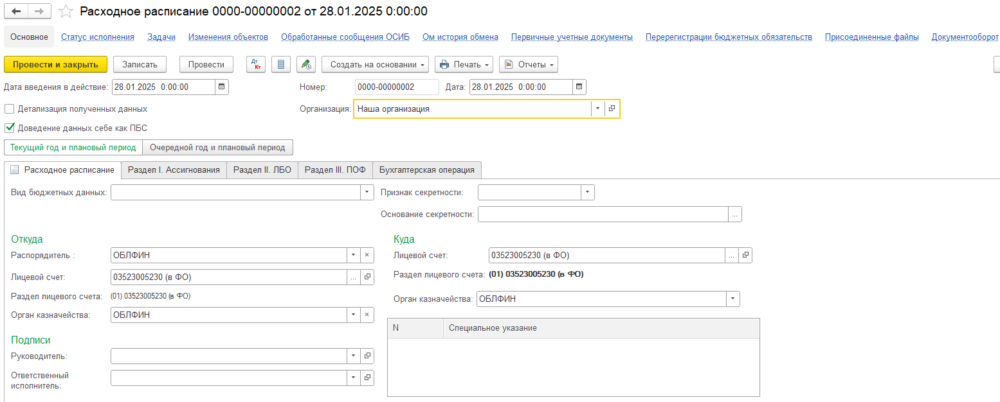 Расходное расписание 0000-00000002 от 28.01.2025 0:00:00
Основное Статус исполнения Задачи Изменения объектов Обработанные сообщения ОСИБ Ом история обмена Первичные учетные документы Перерегистрации бюджетных обязательств Присоединенные файлы Документооборот
Провести и закрыть Записать Провести Дт Кт Создать на основании Печать Отчеты
Дата введения в действие: 28.01.2025 0:00:00 Номер: 0000-00000002 Дата: 28.01.2025 0:00:00
Детализация полученных данных Организация: Наша организация
Доведение данных себе как ПБС
Текущий год и плановый период Очередной год и плановый период
Расходное расписание Раздел I. Ассигнования Раздел II. ЛБО Раздел III. ПОФ Бухгалтерская операция
Вид бюджетных данных: Признак секретности:
Основание секретности: ...
Откуда Куда
Распорядитель : ОБЛФИН Лицевой счет: 03523005230 (в ФО) ...
Лицевой счет: 03523005230 (в ФО) ... Раздел лицевого счета: (01) 03523005230 (в ФО)
Раздел лицевого счета: (01) 03523005230 (в ФО) Орган казначейства: ОБЛФИН
Орган казначейства: ОБЛФИН
N Специальное указание
Подписи
Руководитель:
Ответственный
исполнитель: